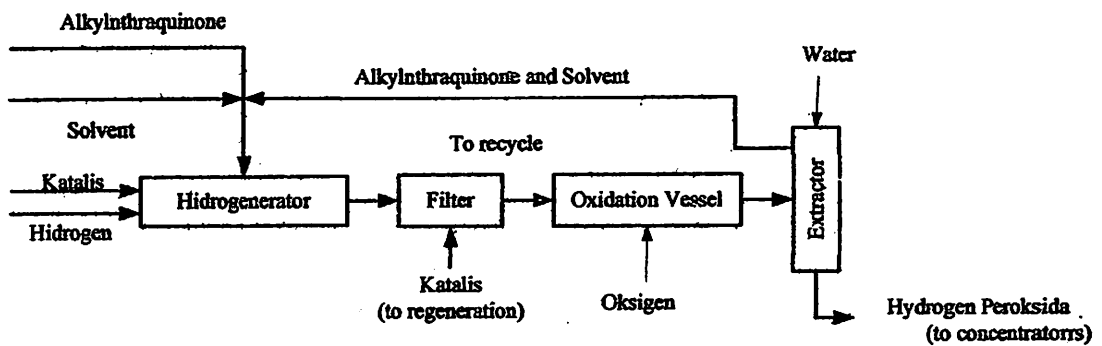 Alkylnthraquinone
Water
Alkylnthraquinone and Solvent
Solvent
To recycle
Katalis
Hidrogenerator
Filter
Oxidation Vessel
Extractor
Hidrogen
Katalis
(to regeneration)
Oksigen
Hydrogen Peroksida
(to concentratorrs)